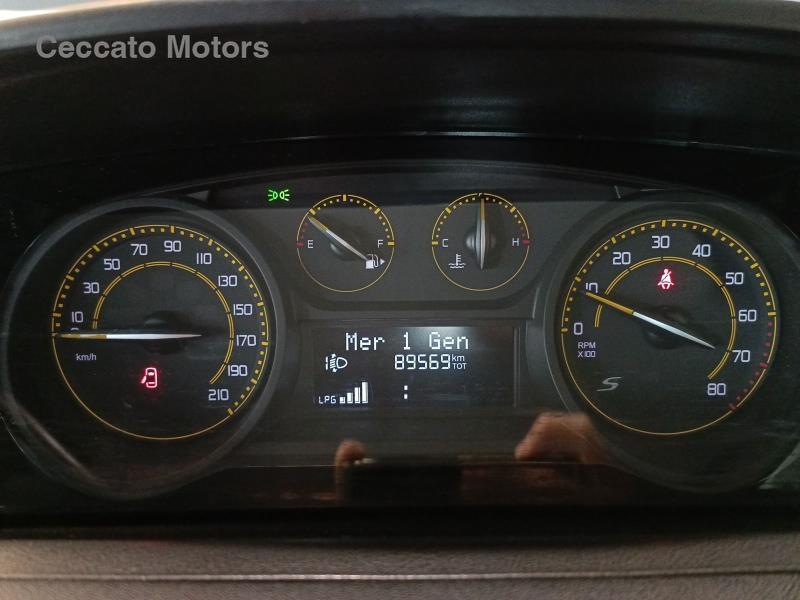 Ceccato Motors
0 10 30 50 70 90 110 130 150 170 190 210
km/h
E F
C H
Mer 1 Gen
89569 km TOT
LPG :
0 10 20 30 40 50 60 70 80
RPM
X100
S